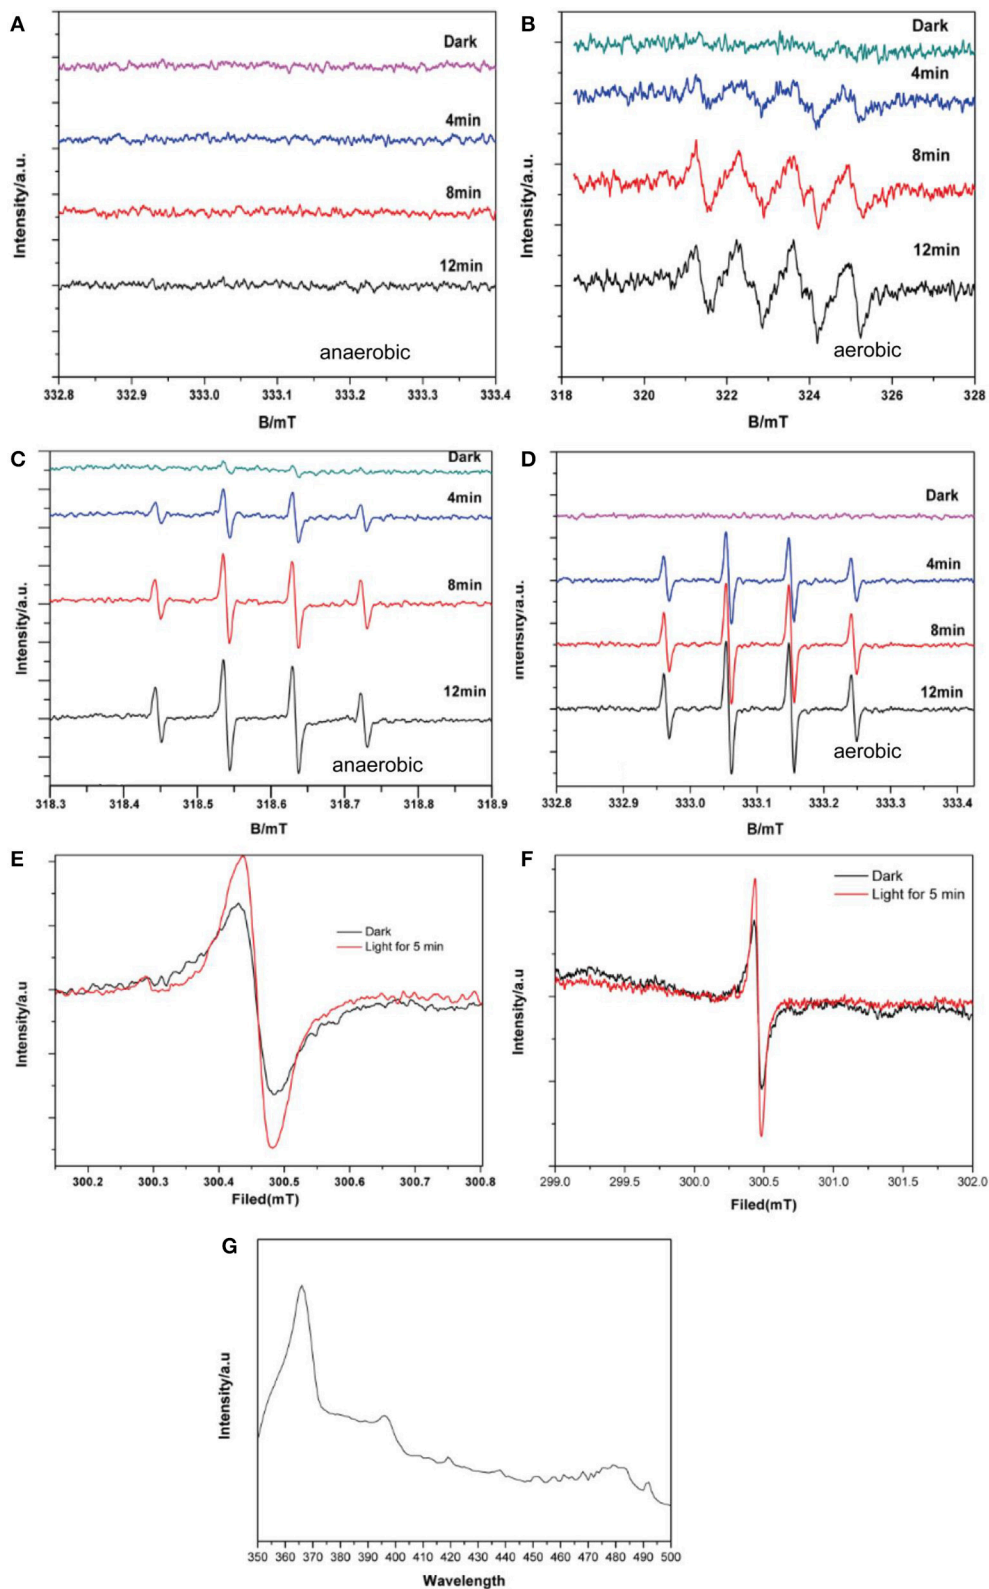 A
Dark
4min
8min
12min
anaerobic
Intensity/a.u.
332.8 332.9 333.0 333.1 333.2 333.3 333.4
B/mT
B
Dark
4min
8min
12min
aerobic
Intensity/a.u.
318 320 322 324 326 328
B/mT
C
Dark
4min
8min
12min
anaerobic
Intensity/a.u.
318.3 318.4 318.5 318.6 318.7 318.8 318.9
B/mT
D
Dark
4min
8min
12min
aerobic
Intensity/a.u.
332.8 332.9 333.0 333.1 333.2 333.3 333.4
B/mT
E
Dark
Light for 5 min
Intensity/a.u
300.2 300.3 300.4 300.5 300.6 300.7 300.8
Filed(mT)
F
Dark
Light for 5 min
Intensity/a.u
299.0 299.5 300.0 300.5 301.0 301.5 302.0
Filed(mT)
G
Intensity/a.u
350 360 370 380 390 400 410 420 430 440 450 460 470 480 490 500
Wavelength